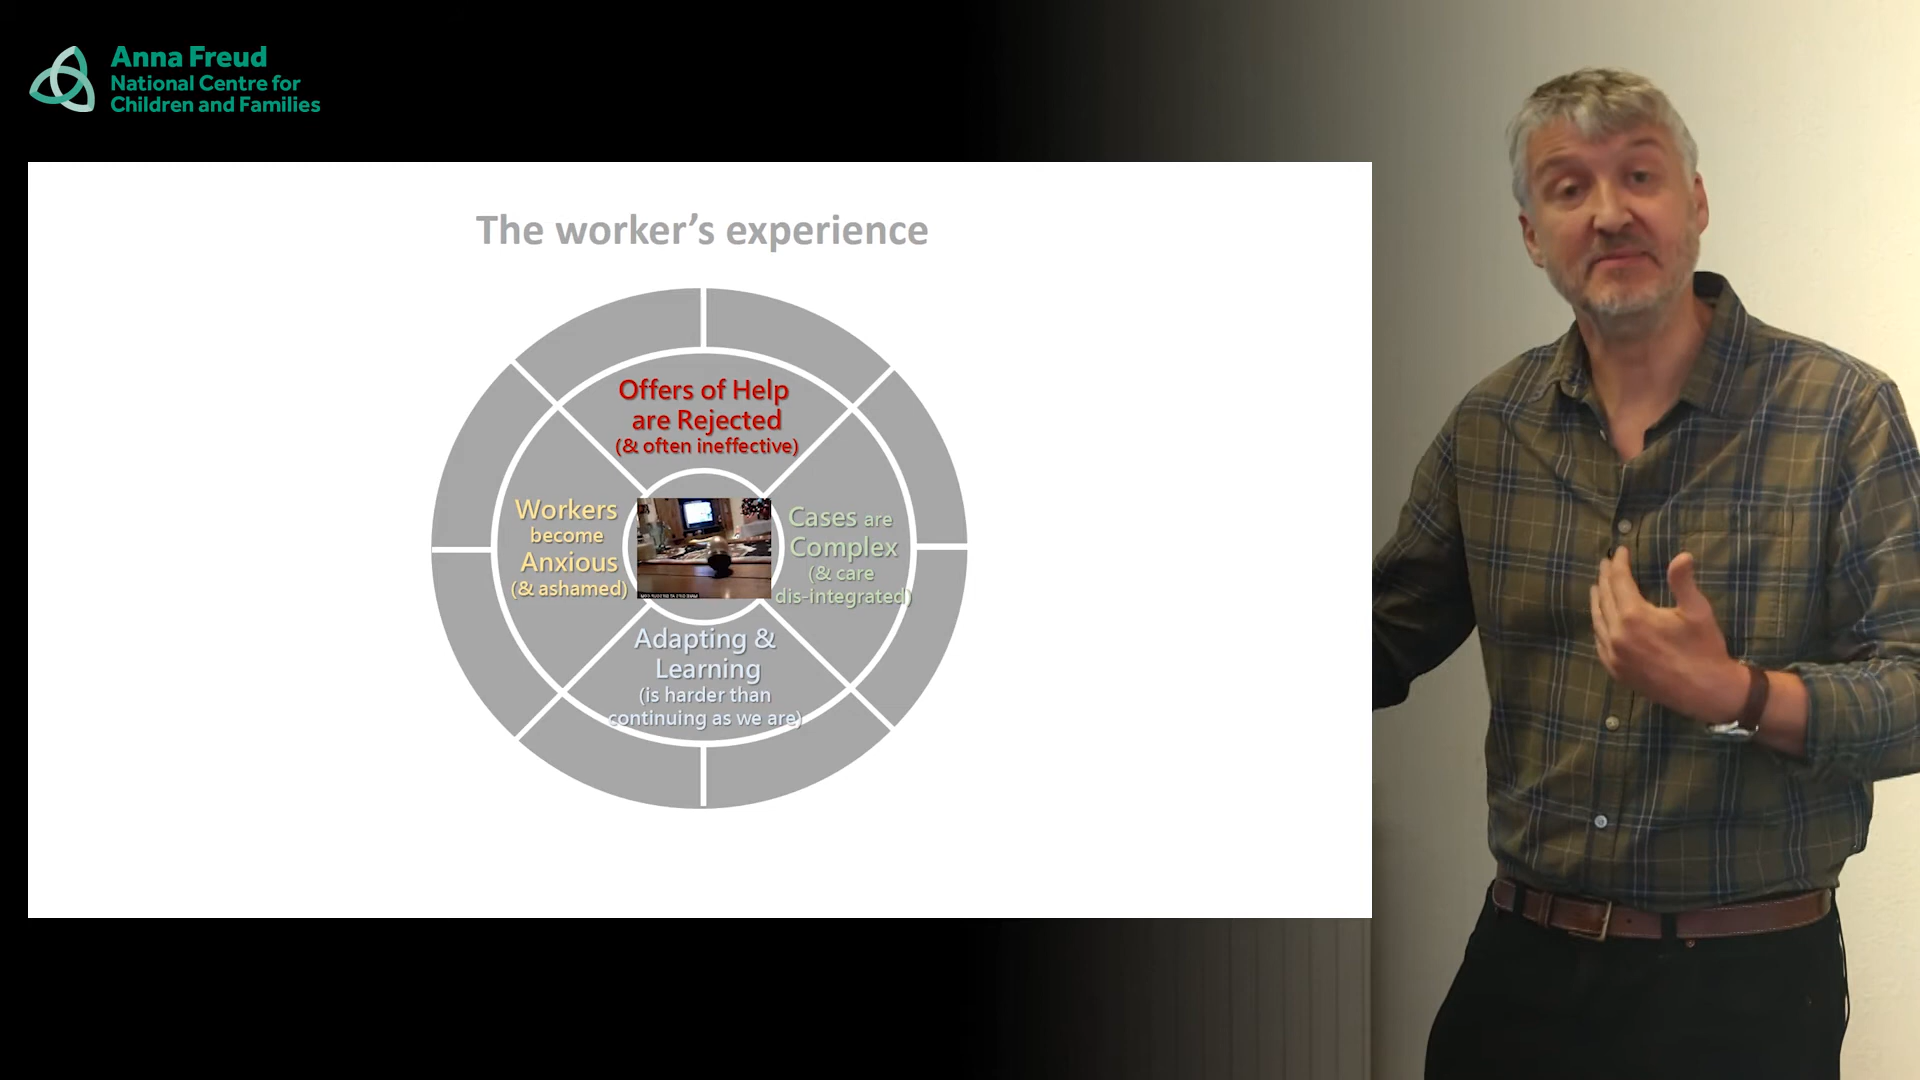 Anna Freud
National Centre for
Children and Families
The worker's experience
Offers of Help
are Rejected
(& often ineffective)
Workers
become
Anxious
(& ashamed)
Cases are
Complex
(& care
dis-integrated)
Adapting &
Learning
(is harder than
continuing as we are)